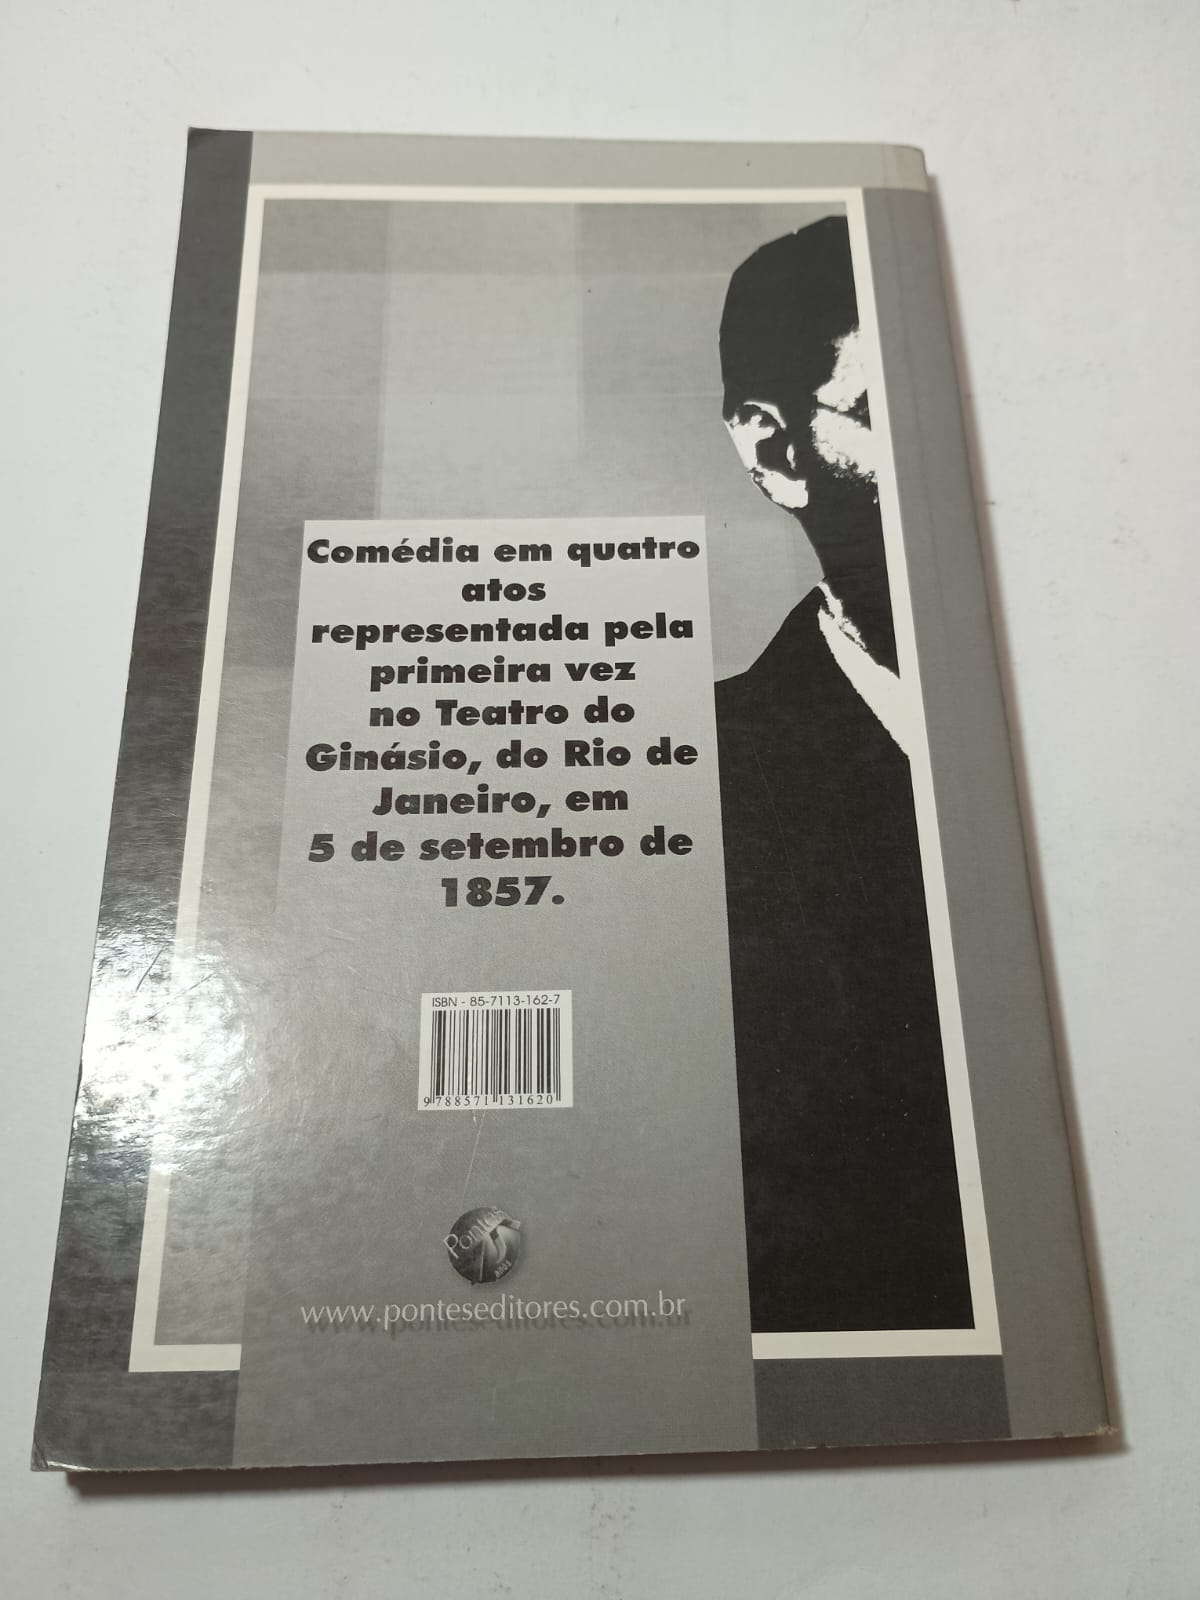 Comédia em quatro
atos
representada pela
primeira vez
no Teatro do
Ginásio, do Rio de
Janeiro, em
5 de setembro de
1857.
ISBN - 85-7113-162-7
9 788571 131620
Pontes
anos
www.ponteseditores.com.br